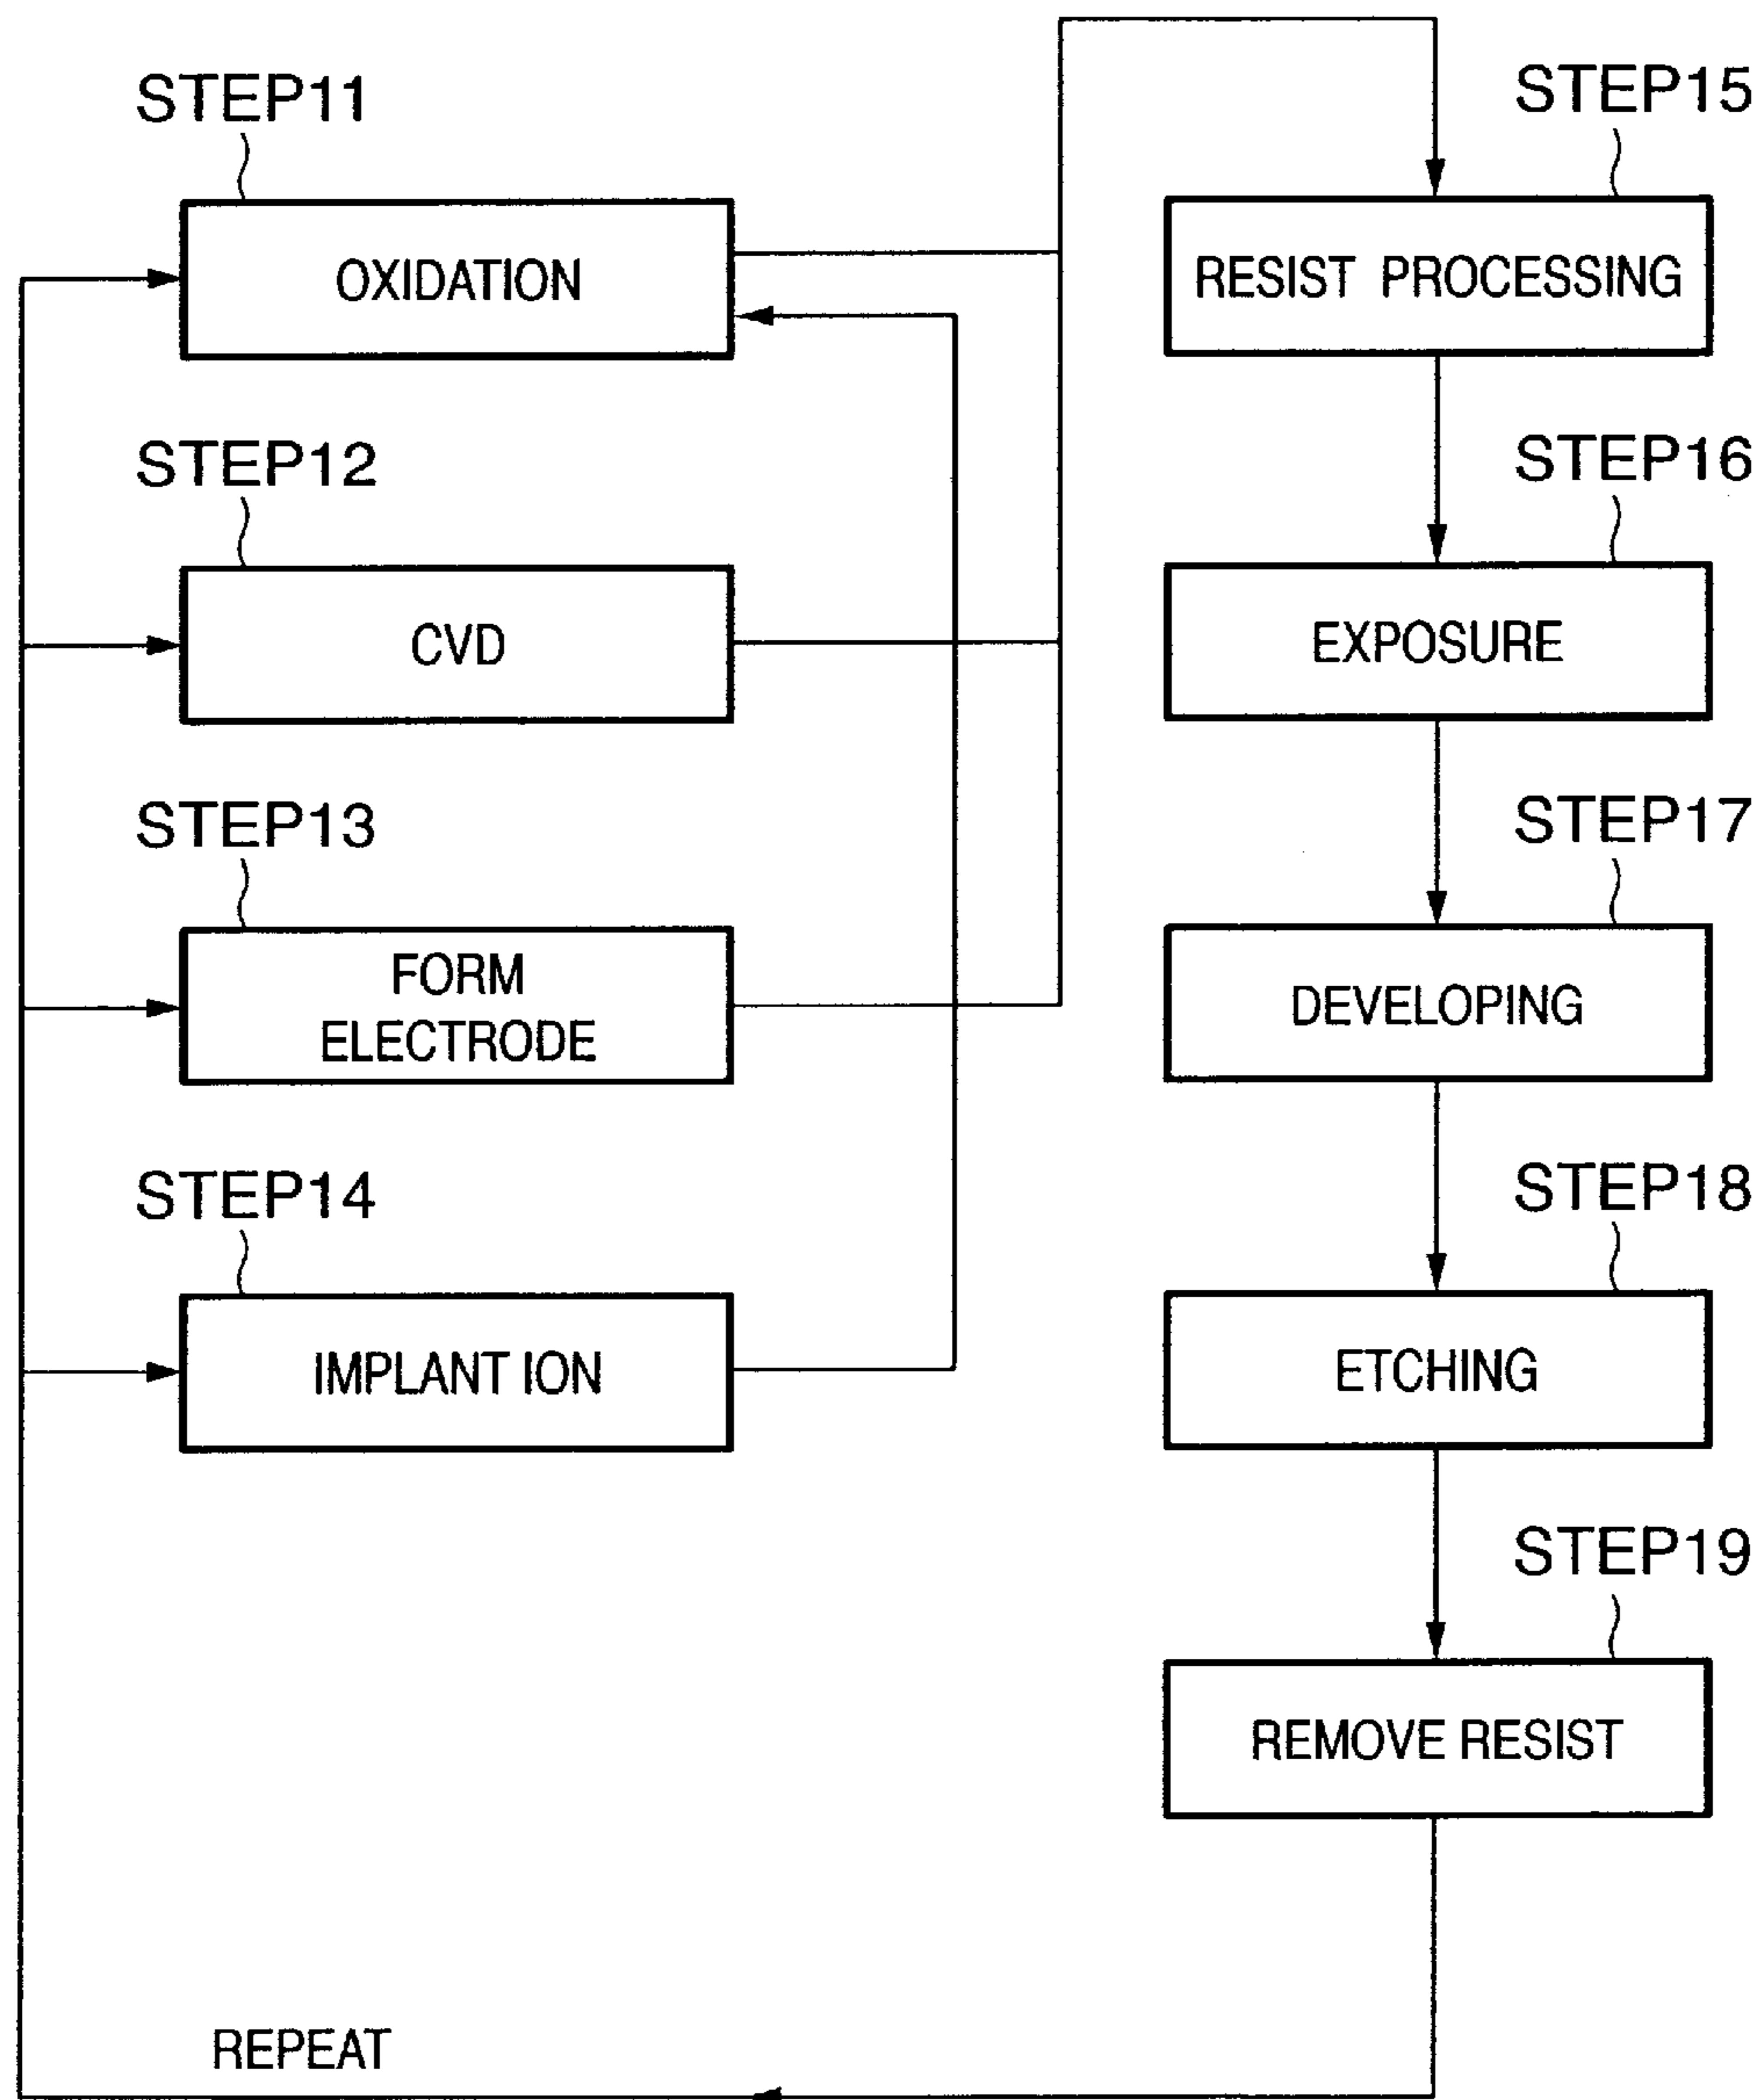 STEP11
OXIDATION
STEP12
CVD
STEP13
FORM
ELECTRODE
STEP14
IMPLANT ION
STEP15
RESIST PROCESSING
STEP16
EXPOSURE
STEP17
DEVELOPING
STEP18
ETCHING
STEP19
REMOVE RESIST
REPEAT